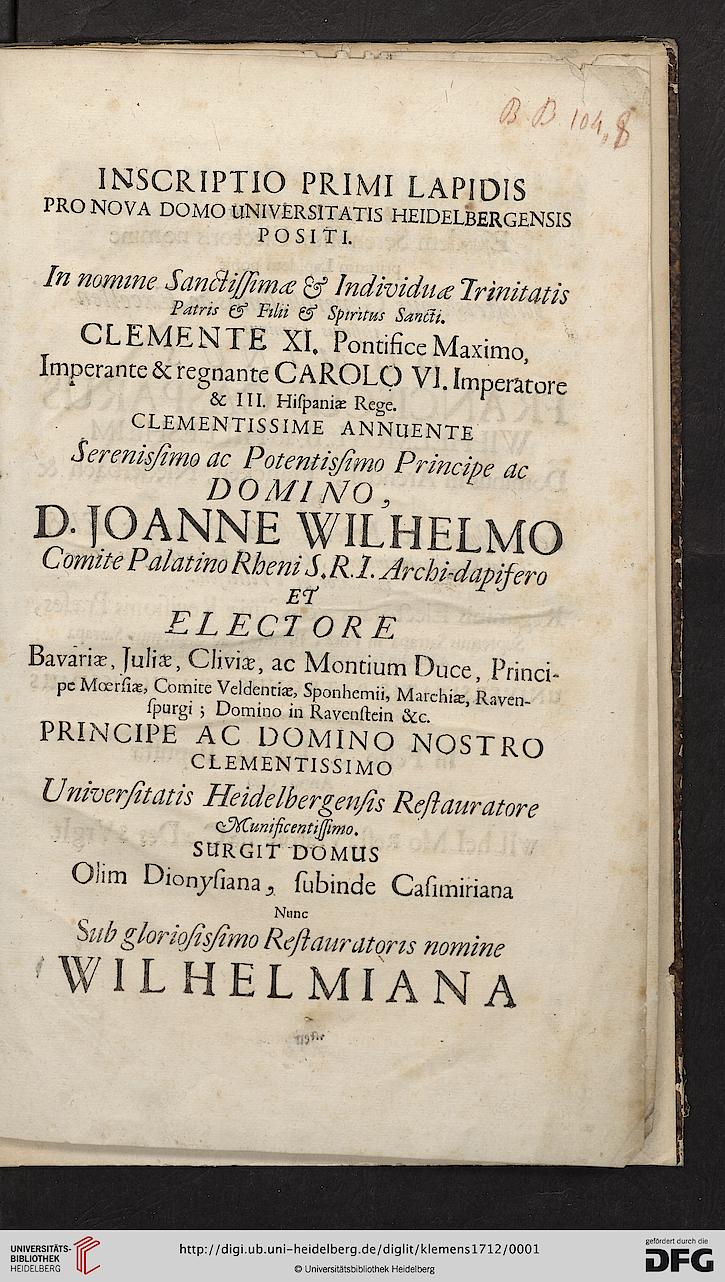 B B 104, 8
INSCRIPTIO PRIMI LAPIDIS
PRO NOVA DOMO UNIVERSITATIS HEIDELBERGENSIS
POSITI.
In nomine Sanctiſſimæ & Individuæ Trinitatis
Patris & Filii & Spiritus Sancti.
CLEMENTE XI. Pontifice Maximo,
Imperante & regnante CAROLO VI. Imperatore
& III. Hiſpaniæ Rege.
CLEMENTISSIME ANNUENTE
Serenisſimo ac Potentisſimo Principe ac
DOMINO,
D. JOANNE WILHELMO
Comite Palatino Rheni S.R.I. Archi-dapifero
ET
ELECTORE
Bavariæ, Juliæ, Cliviæ, ac Montium Duce, Princi-
pe Mœrſiæ, Comite Veldentiæ, Sponhemii, Marchiæ, Raven-
ſpurgi ; Domino in Ravenſtein &c.
PRINCIPE AC DOMINO NOSTRO
CLEMENTISSIMO
Univerſitatis Heidelbergenſis Reſtauratore
Munificentiſſimo.
SURGIT DOMUS
Olim Dionyſiana, ſubinde Caſimiriana
Nunc
Sub glorioſisſimo Reſtauratoris nomine
WILHELMIANA
UNIVERSITÄTS-
BIBLIOTHEK
HEIDELBERG
http://digi.ub.uni-heidelberg.de/diglit/klemens1712/0001
© Universitätsbibliothek Heidelberg
gefördert durch die
DFG